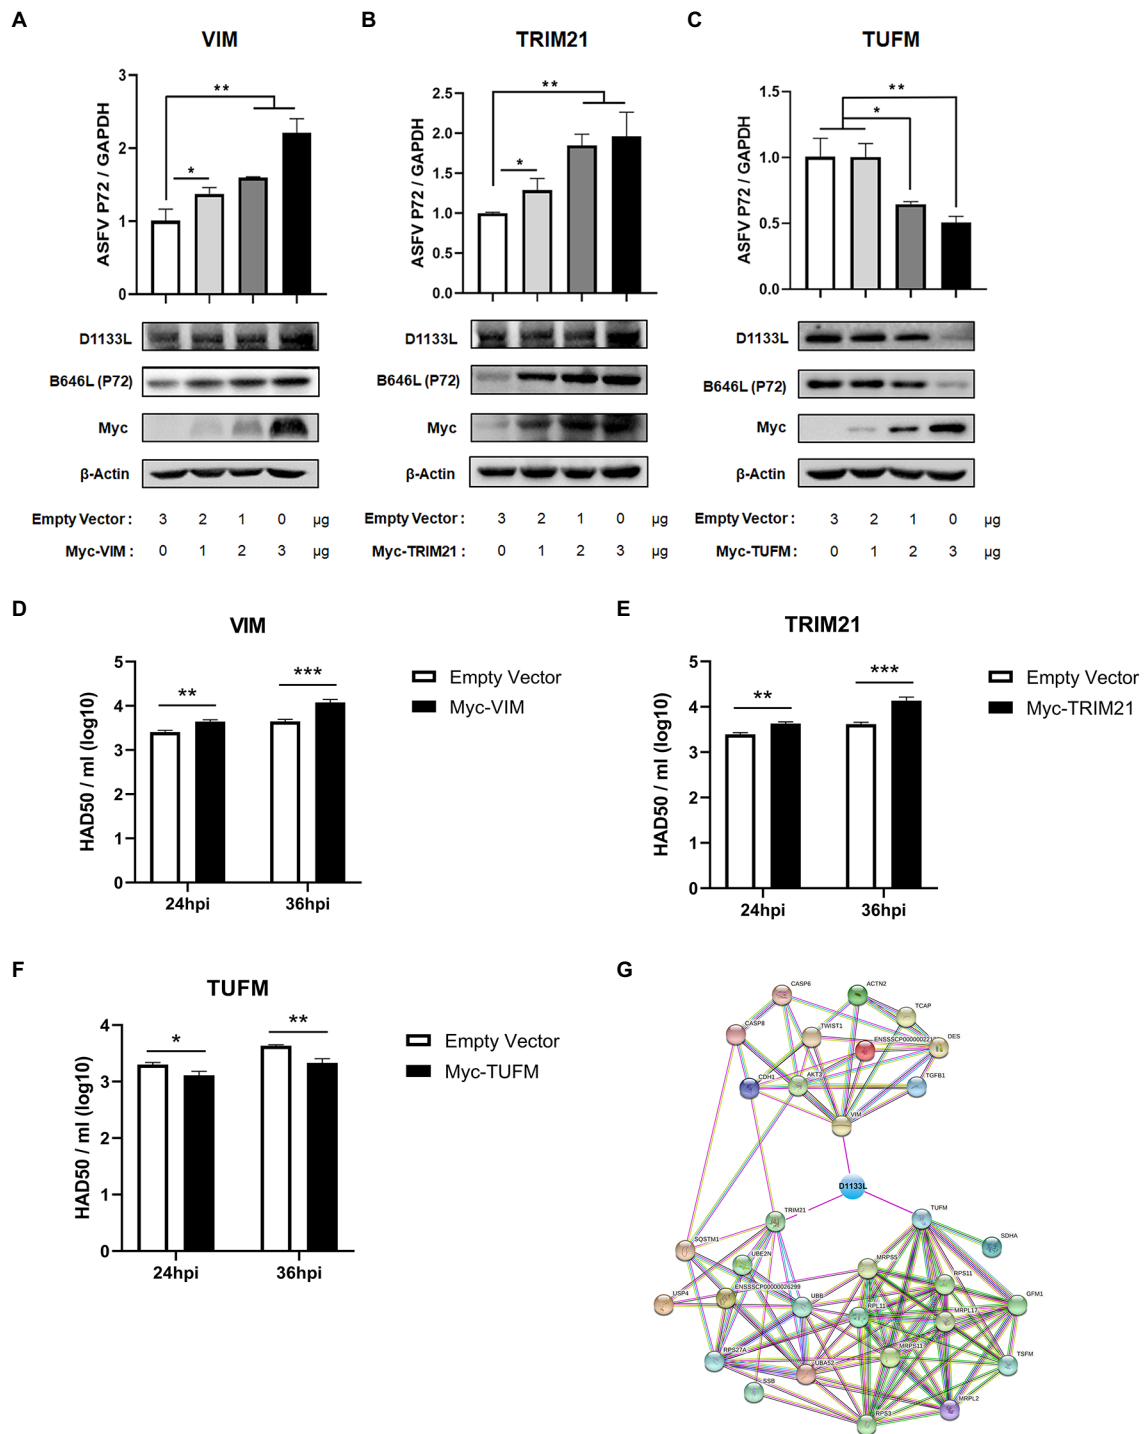 A
VIM
**
*
ASFV P72 / GAPDH
3
2
1
0
D1133L
B646L (P72)
Myc
β-Actin
Empty Vector : 3 2 1 0 μg
Myc-VIM : 0 1 2 3 μg
B
TRIM21
**
*
ASFV P72 / GAPDH
2.5
2.0
1.5
1.0
0.5
0.0
D1133L
B646L (P72)
Myc
β-Actin
Empty Vector : 3 2 1 0 μg
Myc-TRIM21 : 0 1 2 3 μg
C
TUFM
**
*
ASFV P72 / GAPDH
1.5
1.0
0.5
0.0
D1133L
B646L (P72)
Myc
β-Actin
Empty Vector : 3 2 1 0 μg
Myc-TUFM : 0 1 2 3 μg
D
VIM
HAD50 / ml (log10)
5
4
3
2
1
0
**
***
24hpi
36hpi
Empty Vector
Myc-VIM
E
TRIM21
HAD50 / ml (log10)
5
4
3
2
1
0
**
***
24hpi
36hpi
Empty Vector
Myc-TRIM21
F
TUFM
HAD50 / ml (log10)
4
3
2
1
0
*
**
24hpi
36hpi
Empty Vector
Myc-TUFM
G
CASP6
ACTN2
TCAP
CASP8
TWIST1
DES
CDH1
AKT3
TGFB1
VIM
D1133L
TRIM21
TUFM
SQSTM1
SDHA
UBE2N
MRPS5
RPS11
ENSSSCP00000026299
USP4
UBB
GFM1
RPL11
MRPL17
RPS27A
MRPS11
TSFM
UBA52
SSB
MRPL2
RPS3